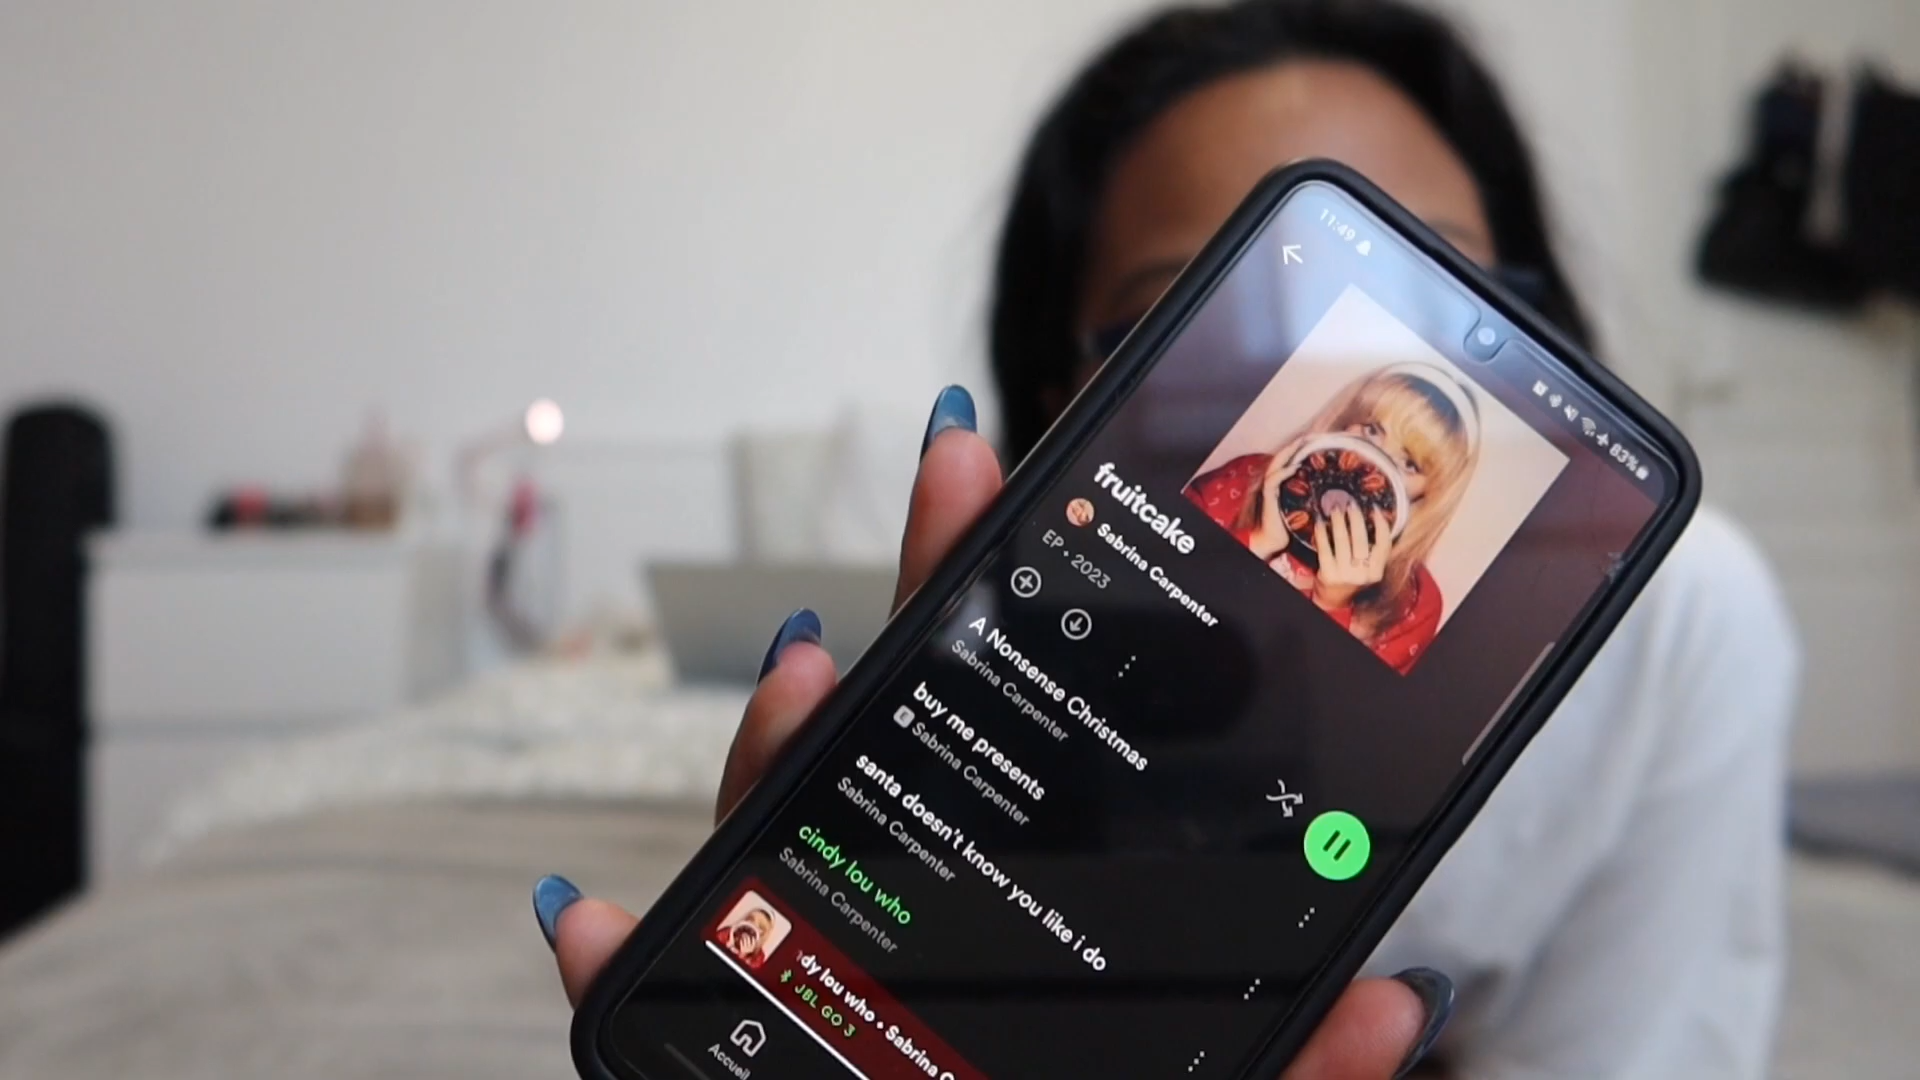 11:49
83%
fruitcake
Sabrina Carpenter
EP • 2023
A Nonsense Christmas
Sabrina Carpenter
buy me presents
E Sabrina Carpenter
santa doesn't know you like i do
Sabrina Carpenter
cindy lou who
Sabrina Carpenter
dy lou who • Sabrina C
JBL GO 3
Accueil